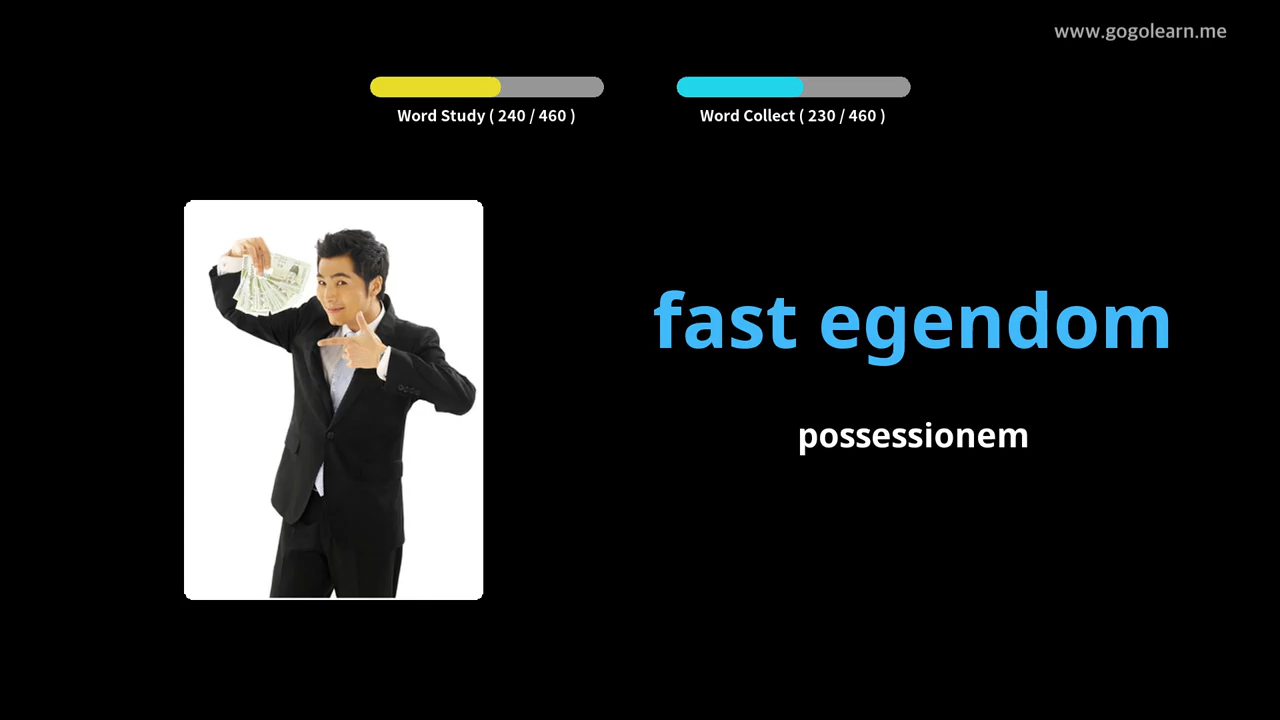 www.gogolearn.me
Word Study ( 240 / 460 )
Word Collect ( 230 / 460 )
fast egendom
possessionem